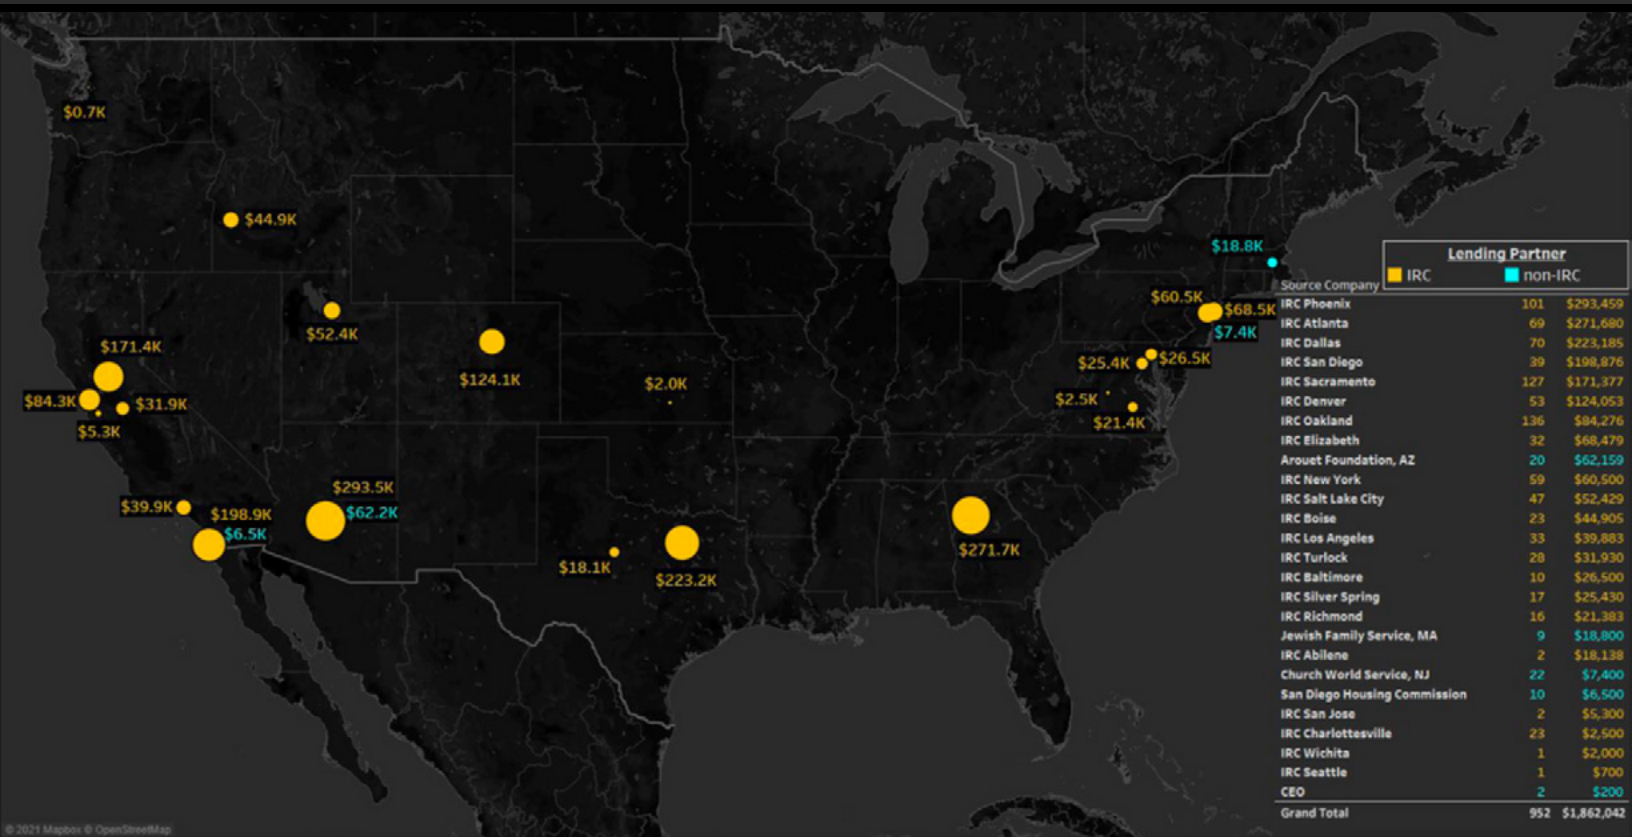 $0.7K
$44.9K
$52.4K
$171.4K
$84.3K
$31.9K
$5.3K
$124.1K
$2.0K
$39.9K
$198.9K
$6.5K
$293.5K
$62.2K
$18.1K
$223.2K
$271.7K
$18.8K
$60.5K
$68.5K
$7.4K
$25.4K
$26.5K
$2.5K
$21.4K
Lending Partner
IRC non-IRC
Source Company
IRC Phoenix 101 $293,459
IRC Atlanta 69 $271,680
IRC Dallas 70 $223,185
IRC San Diego 39 $198,876
IRC Sacramento 127 $171,377
IRC Denver 53 $124,053
IRC Oakland 136 $84,276
IRC Elizabeth 32 $68,479
Arouet Foundation, AZ 20 $62,159
IRC New York 59 $60,500
IRC Salt Lake City 47 $52,429
IRC Boise 23 $44,905
IRC Los Angeles 33 $39,883
IRC Turlock 28 $31,930
IRC Baltimore 10 $26,500
IRC Silver Spring 17 $25,430
IRC Richmond 16 $21,383
Jewish Family Service, MA 9 $18,800
IRC Abilene 2 $18,138
Church World Service, NJ 22 $7,400
San Diego Housing Commission 10 $6,500
IRC San Jose 2 $5,300
IRC Charlottesville 23 $2,500
IRC Wichita 1 $2,000
IRC Seattle 1 $700
CEO 2 $200
Grand Total 952 $1,862,042
© 2021 Mapbox © OpenStreetMap